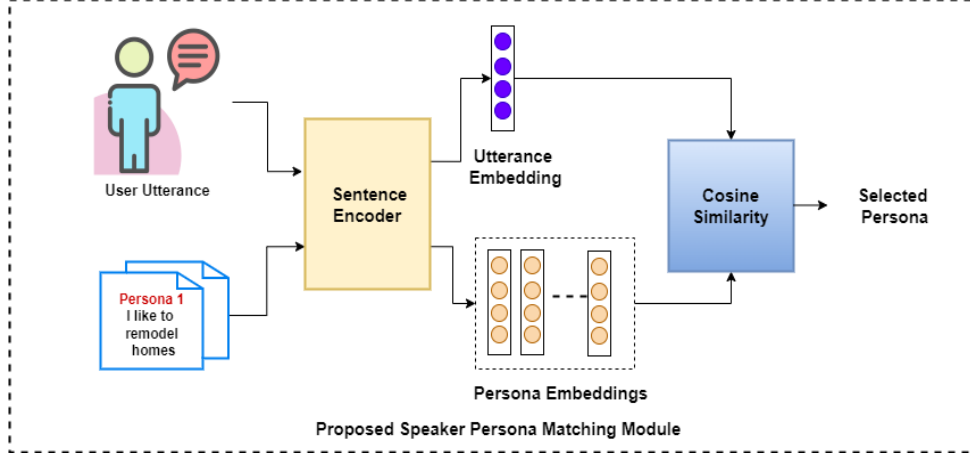 User Utterance
Persona 1
I like to
remodel
homes
Sentence
Encoder
Utterance
Embedding
Persona Embeddings
Cosine
Similarity
Selected
Persona
Proposed Speaker Persona Matching Module